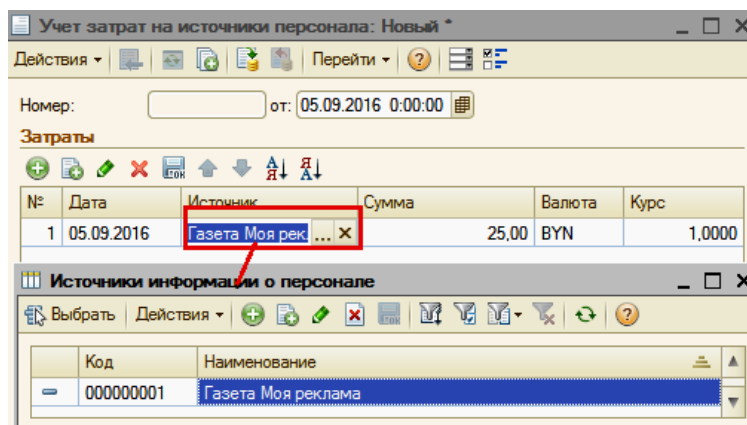 Учет затрат на источники персонала: Новый *
Действия Перейти
Номер: от: 05.09.2016 0:00:00
Затраты
№ Дата Источник Сумма Валюта Курс
1 05.09.2016 Газета Моя рек. ... 25,00 BYN 1,0000
Источники информации о персонале
Выбрать Действия
Код Наименование
000000001 Газета Моя реклама